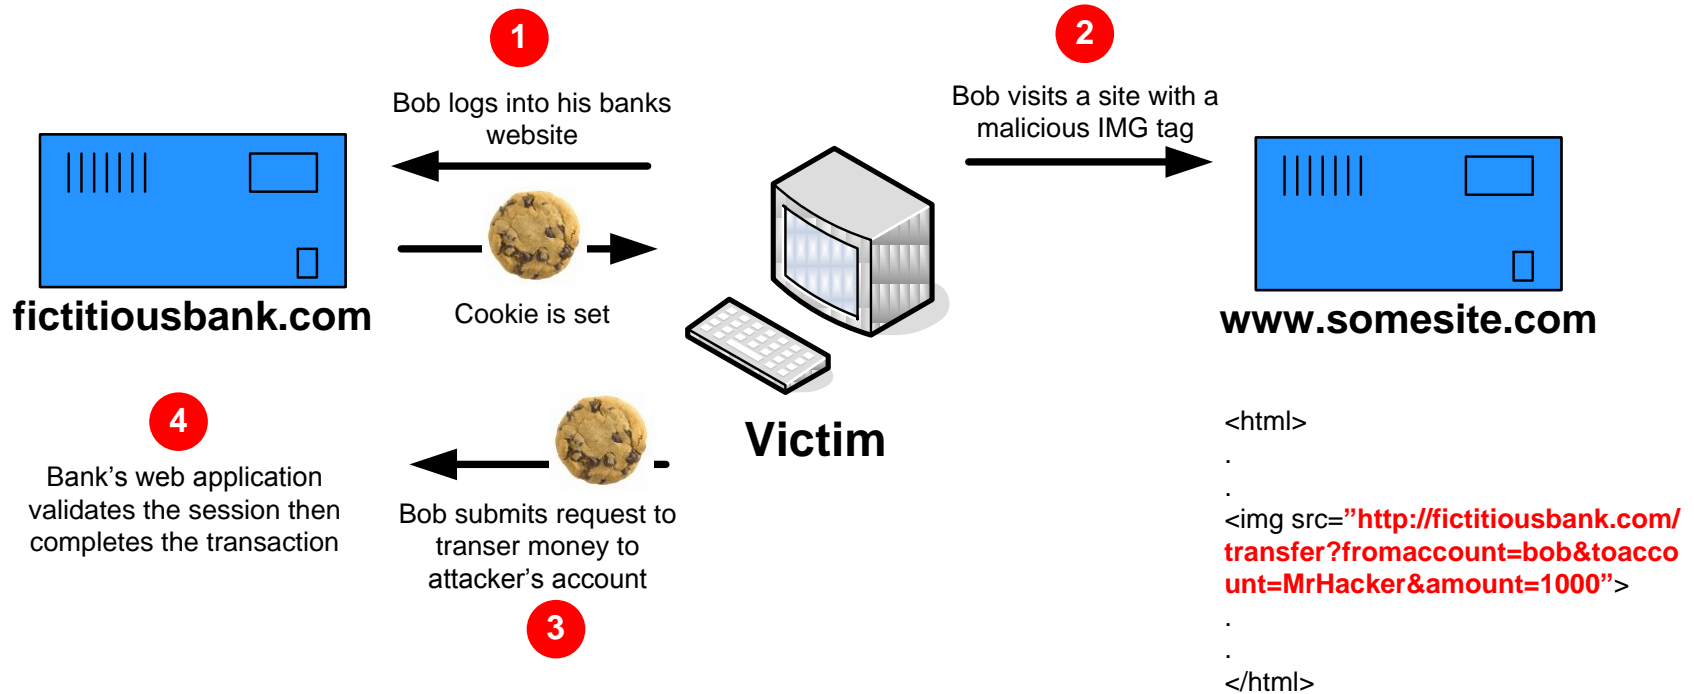 1
Bob logs into his banks
website
fictitiousbank.com
Cookie is set
2
Bob visits a site with a
malicious IMG tag
www.somesite.com
Victim
4
Bank’s web application
validates the session then
completes the transaction
Bob submits request to
transer money to
attacker’s account
3
<html>
.
.
<img src=”http://fictitiousbank.com/
transfer?fromaccount=bob&toacco
unt=MrHacker&amount=1000”>
.
.
</html>